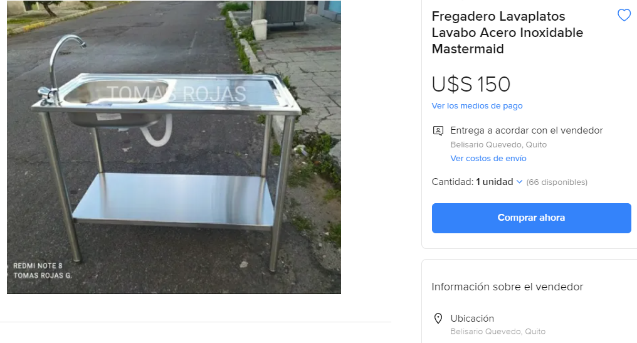 TOMAS ROJAS
REDMI NOTE 8
TOMAS ROJAS G.
Fregadero Lavaplatos
Lavabo Acero Inoxidable
Mastermaid
U$S 150
Ver los medios de pago
Entrega a acordar con el vendedor
Belisario Quevedo, Quito
Ver costos de envío
Cantidad: 1 unidad (66 disponibles)
Comprar ahora
Información sobre el vendedor
Ubicación
Belisario Quevedo, Quito